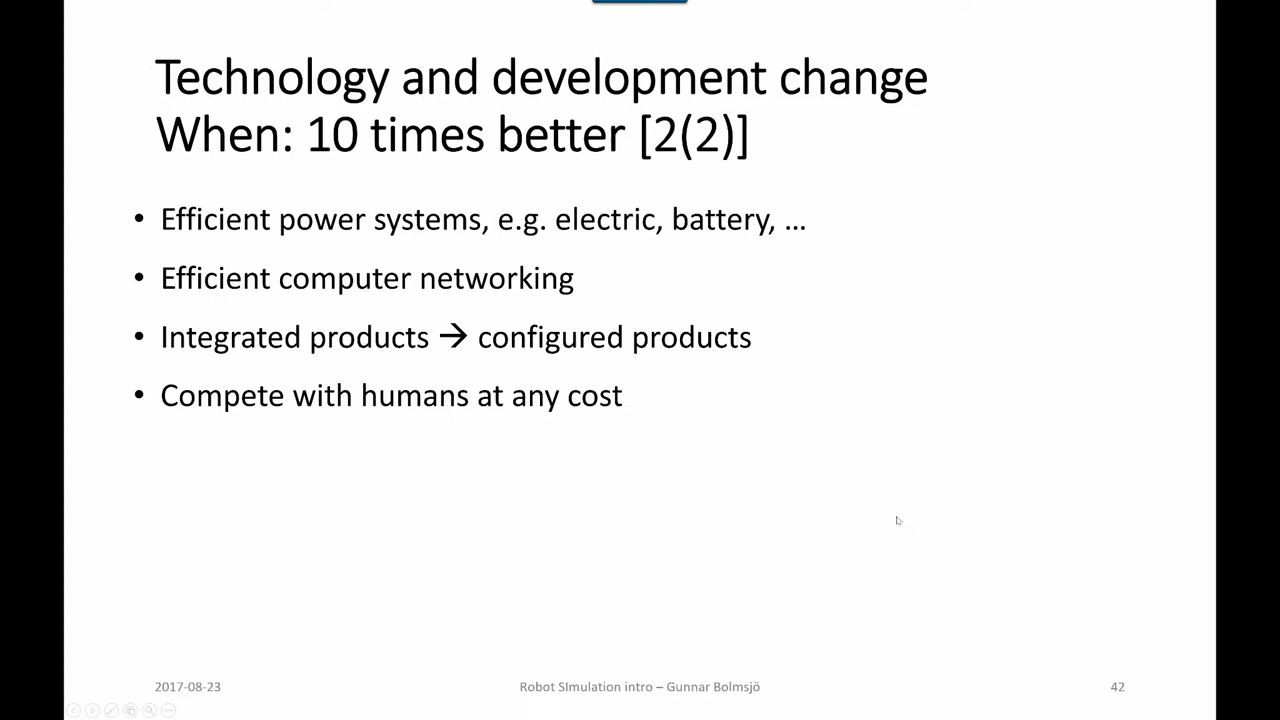 Technology and development change
When: 10 times better [2(2)]
• Efficient power systems, e.g. electric, battery, ...
• Efficient computer networking
• Integrated products → configured products
• Compete with humans at any cost
2017-08-23 Robot SImulation intro – Gunnar Bolmsjö 42